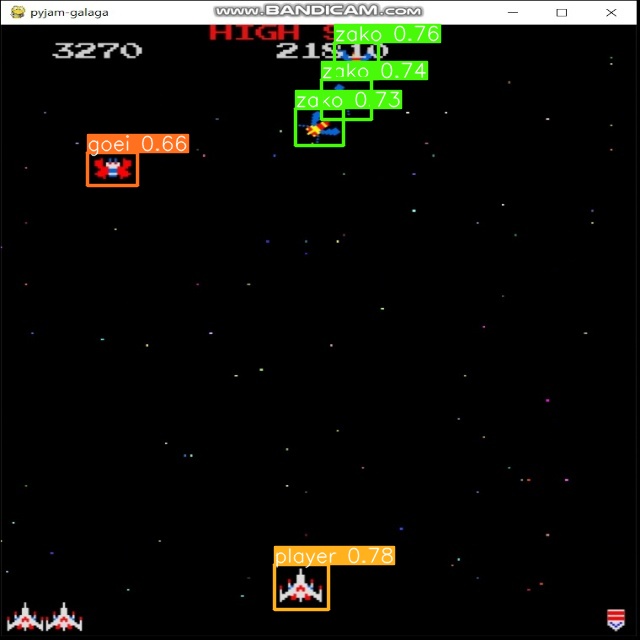 pyjam-galaga
www.BANDICAM.com
HIGH S
zako 0.76
3270
21810
zako 0.74
zako 0.73
goei 0.66
player 0.78